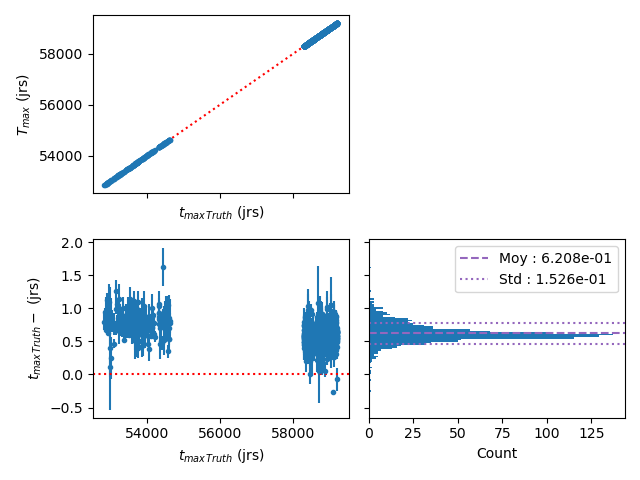 58000
56000
54000
T_max (jrs)
t_maxTruth (jrs)
2.0
1.5
1.0
0.5
0.0
−0.5
t_maxTruth − (jrs)
54000 56000 58000
t_maxTruth (jrs)
Moy : 6.208e-01
Std : 1.526e-01
0 25 50 75 100 125
Count